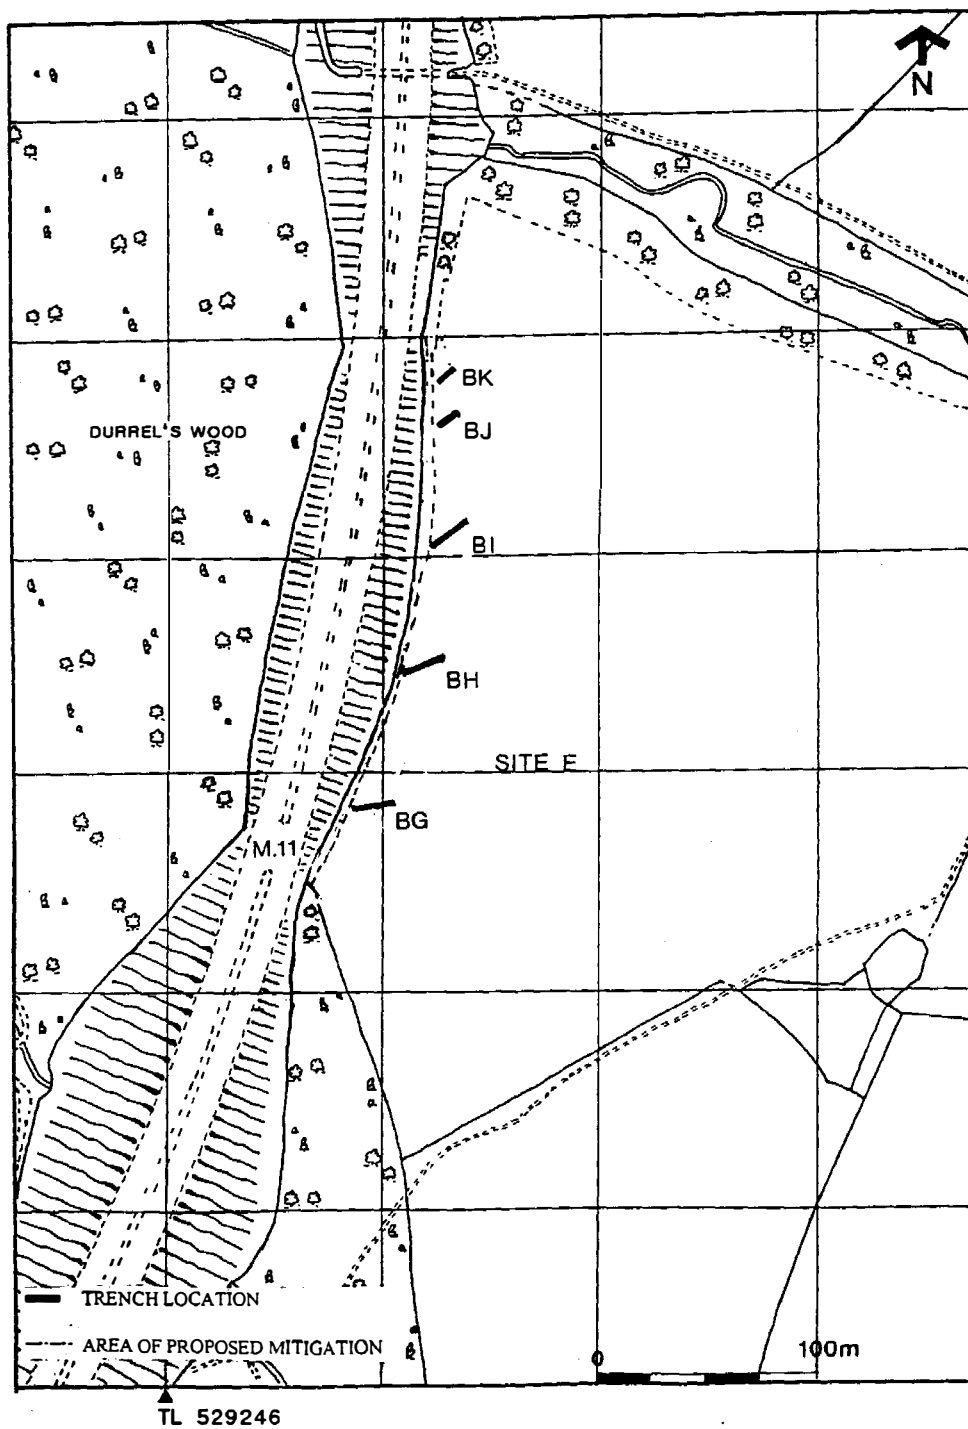 N
BK
DURREL'S WOOD
BJ
BI
BH
SITE E
BG
M.11
TRENCH LOCATION
AREA OF PROPOSED MITIGATION
0 100m
TL 529246